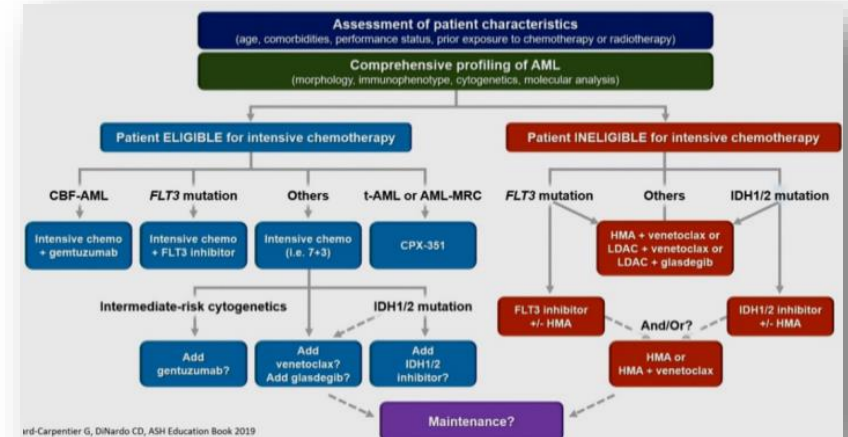 Assessment of patient characteristics
(age, comorbidities, performance status, prior exposure to chemotherapy or radiotherapy)
Comprehensive profiling of AML
(morphology, immunophenotype, cytogenetics, molecular analysis)
Patient ELIGIBLE for intensive chemotherapy
Patient INELIGIBLE for intensive chemotherapy
CBF-AML
FLT3 mutation
Others
t-AML or AML-MRC
FLT3 mutation
Others
IDH1/2 mutation
Intensive chemo
+ gemtuzumab
Intensive chemo
+ FLT3 inhibitor
Intensive chemo
(i.e. 7+3)
CPX-351
HMA + venetoclax or
LDAC + venetoclax or
LDAC + glasdegib
Intermediate-risk cytogenetics
IDH1/2 mutation
FLT3 inhibitor
+/- HMA
And/Or?
IDH1/2 inhibitor
+/- HMA
Add
gentuzumab?
Add
venetoclax?
Add glasdegib?
Add
IDH1/2
inhibitor?
HMA or
HMA + venetoclax
Maintenance?
ard-Carpentier G, DiNardo CD, ASH Education Book 2019